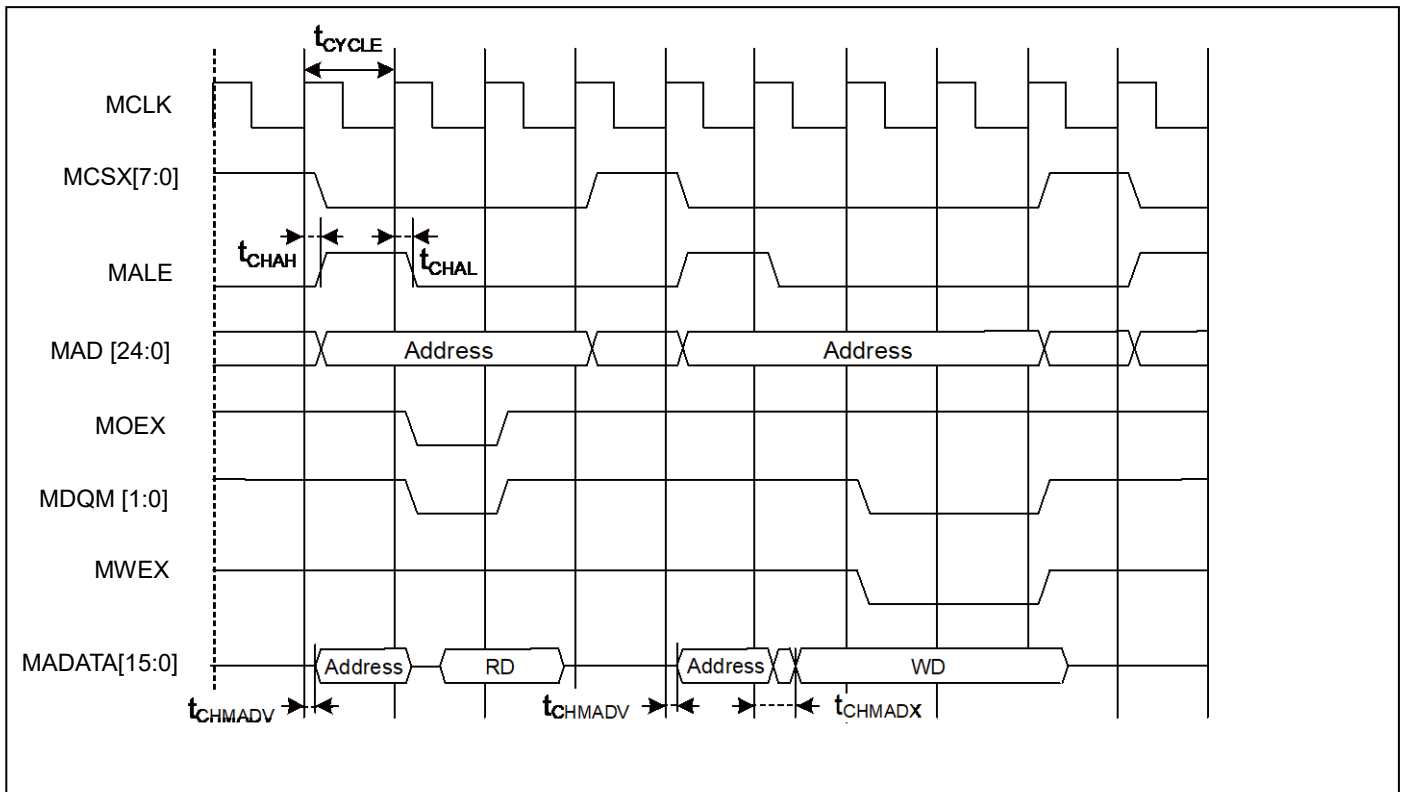 tCYCLE
MCLK
MCSX[7:0]
tCHAH
tCHAL
MALE
MAD [24:0]
Address
Address
MOEX
MDQM [1:0]
MWEX
MADATA[15:0]
Address
RD
Address
WD
tCHMADV
tCHMADV
tCHMADX